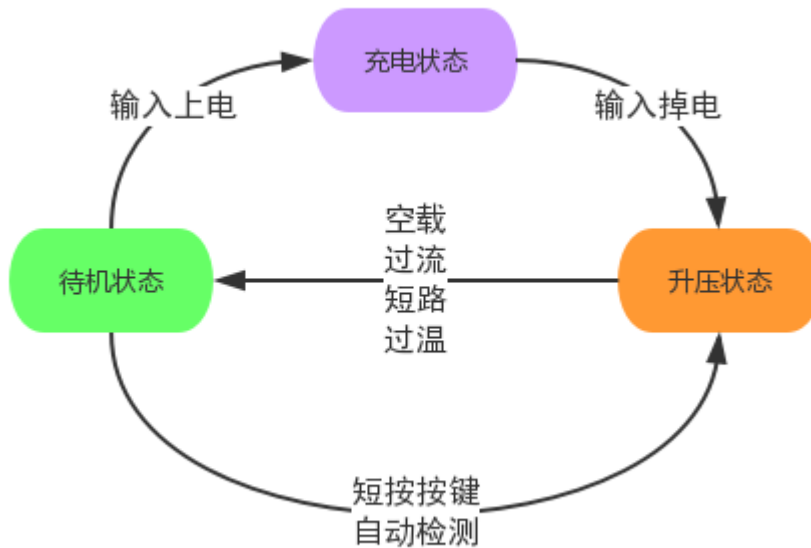 充电状态
输入上电
输入掉电
空载
过流
短路
过温
待机状态
升压状态
短按按键
自动检测